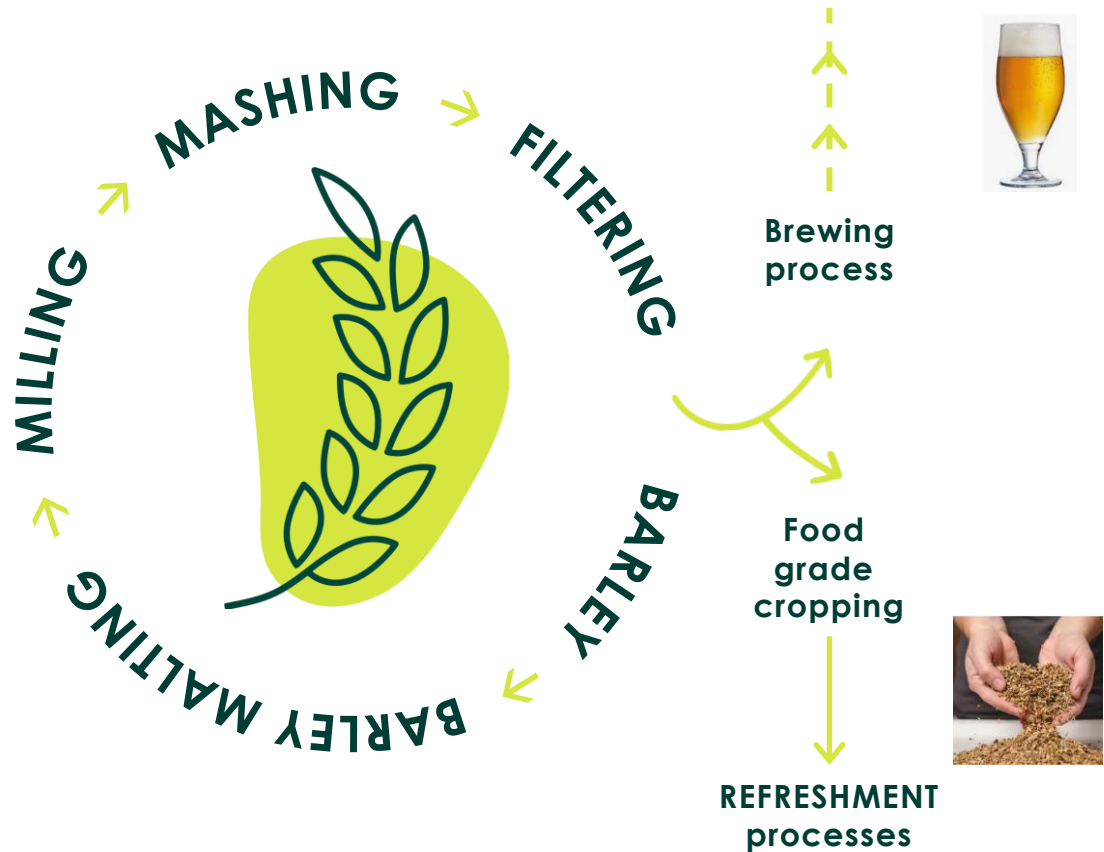 MASHING
FILTERING
BARLEY
BARLEY MALTING
MILLING
Brewing
process
Food
grade
cropping
REFRESHMENT
processes